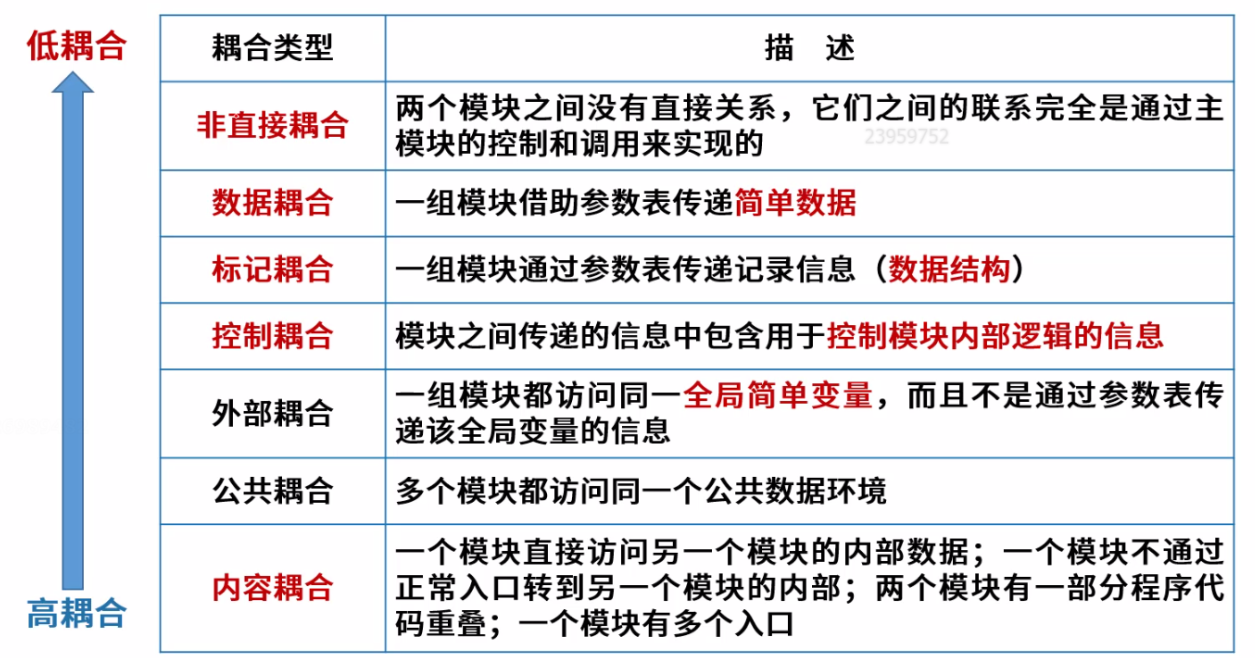 低耦合
高耦合
耦合类型 描 述
非直接耦合
两个模块之间没有直接关系，它们之间的联系完全是通过主
模块的控制和调用来实现的
23959752
数据耦合 一组模块借助参数表传递简单数据
标记耦合 一组模块通过参数表传递记录信息（数据结构）
控制耦合 模块之间传递的信息中包含用于控制模块内部逻辑的信息
外部耦合
一组模块都访问同一全局简单变量，而且不是通过参数表传
递该全局变量的信息
公共耦合 多个模块都访问同一个公共数据环境
内容耦合
一个模块直接访问另一个模块的内部数据；一个模块不通过
正常入口转到另一个模块的内部；两个模块有一部分程序代
码重叠；一个模块有多个入口